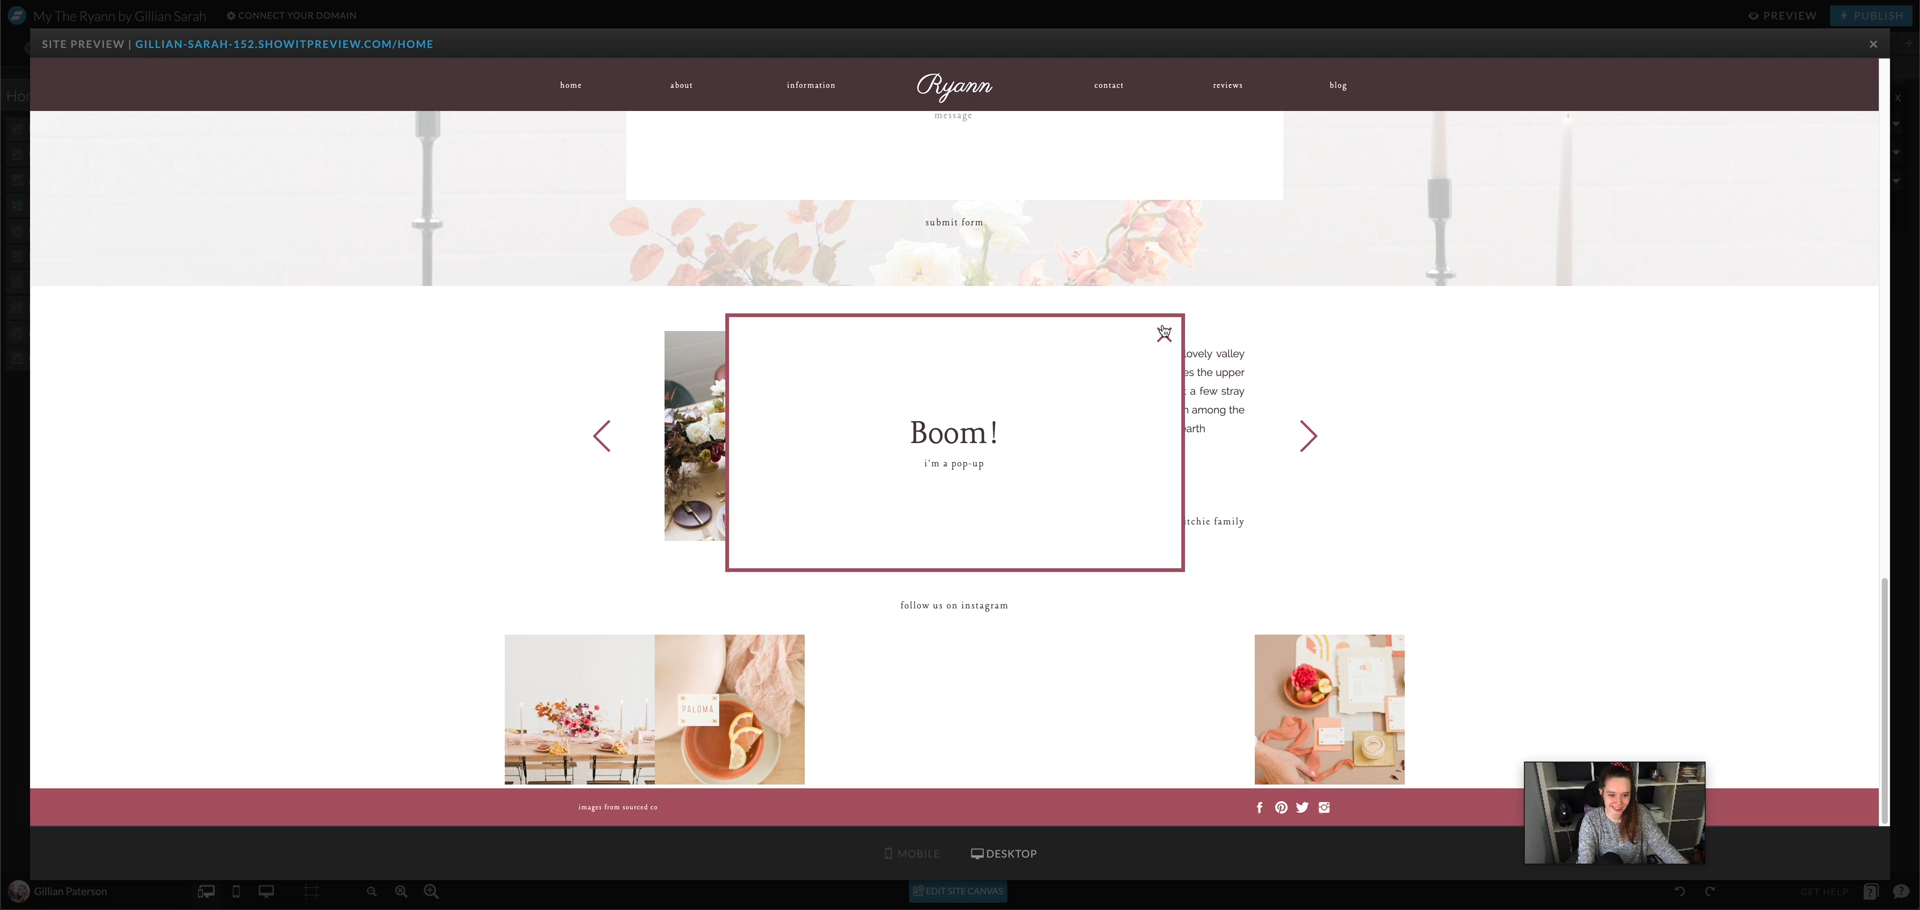 My The Ryann by Gillian Sarah
CONNECT YOUR DOMAIN
PREVIEW
PUBLISH
SITE PREVIEW | GILLIAN-SARAH-152.SHOWITPREVIEW.COM/HOME
home
about
information
Ryann
contact
reviews
blog
message
submit form
lovely valley
es the upper
a few stray
among the
earth
Boom!
i'm a pop-up
tchie family
follow us on instagram
PALOMA
images from sourced co
MOBILE
DESKTOP
Gillian Paterson
EDIT SITE CANVAS
GET HELP